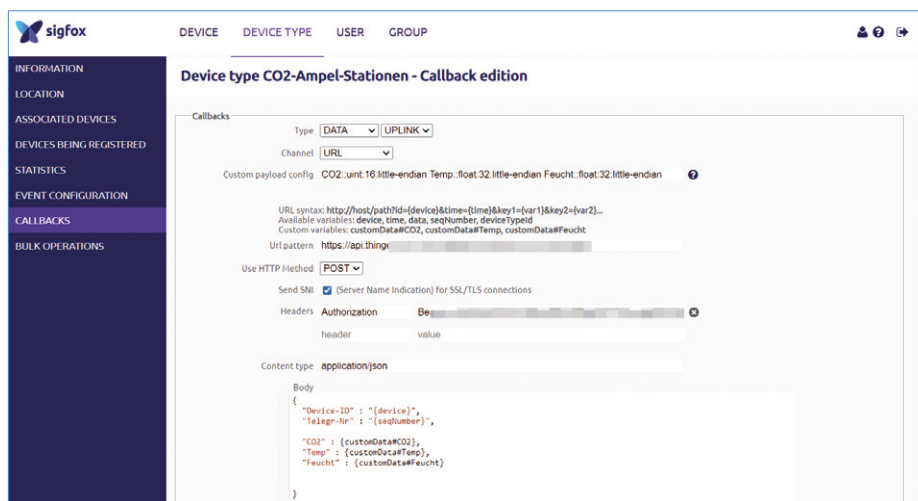 sigfox
DEVICE DEVICE TYPE USER GROUP
INFORMATION
LOCATION
ASSOCIATED DEVICES
DEVICES BEING REGISTERED
STATISTICS
EVENT CONFIGURATION
CALLBACKS
BULK OPERATIONS
Device type CO2-Ampel-Stationen - Callback edition
Callbacks
Type DATA UPLINK
Channel URL
Custom payload config CO2::uint:16:little-endian Temp::float:32:little-endian Feucht::float:32:little-endian
URL syntax: http://host/path?id={device}&time={time}&key1={var1}&key2={var2}...
Available variables: device, time, data, seqNumber, deviceTypeId
Custom variables: customData#CO2, customData#Temp, customData#Feucht
Url pattern https://api.thing
Use HTTP Method POST
Send SNI (Server Name Indication) for SSL/TLS connections
Headers Authorization Be
header value
Content type application/json
Body
{
"Device-ID" : "{device}",
"Telegr-Nr" : "{seqNumber}",
"CO2" : {customData#CO2},
"Temp" : {customData#Temp},
"Feucht" : {customData#Feucht}
}